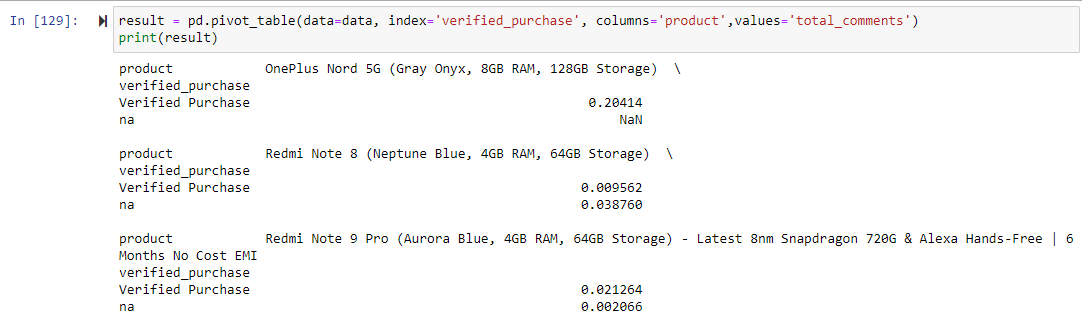 In [129]:
result = pd.pivot_table(data=data, index='verified_purchase', columns='product',values='total_comments')
print(result)
product OnePlus Nord 5G (Gray Onyx, 8GB RAM, 128GB Storage) \
verified_purchase
Verified Purchase 0.20414
na NaN
product Redmi Note 8 (Neptune Blue, 4GB RAM, 64GB Storage) \
verified_purchase
Verified Purchase 0.009562
na 0.038760
product Redmi Note 9 Pro (Aurora Blue, 4GB RAM, 64GB Storage) - Latest 8nm Snapdragon 720G & Alexa Hands-Free | 6
Months No Cost EMI
verified_purchase
Verified Purchase 0.021264
na 0.002066